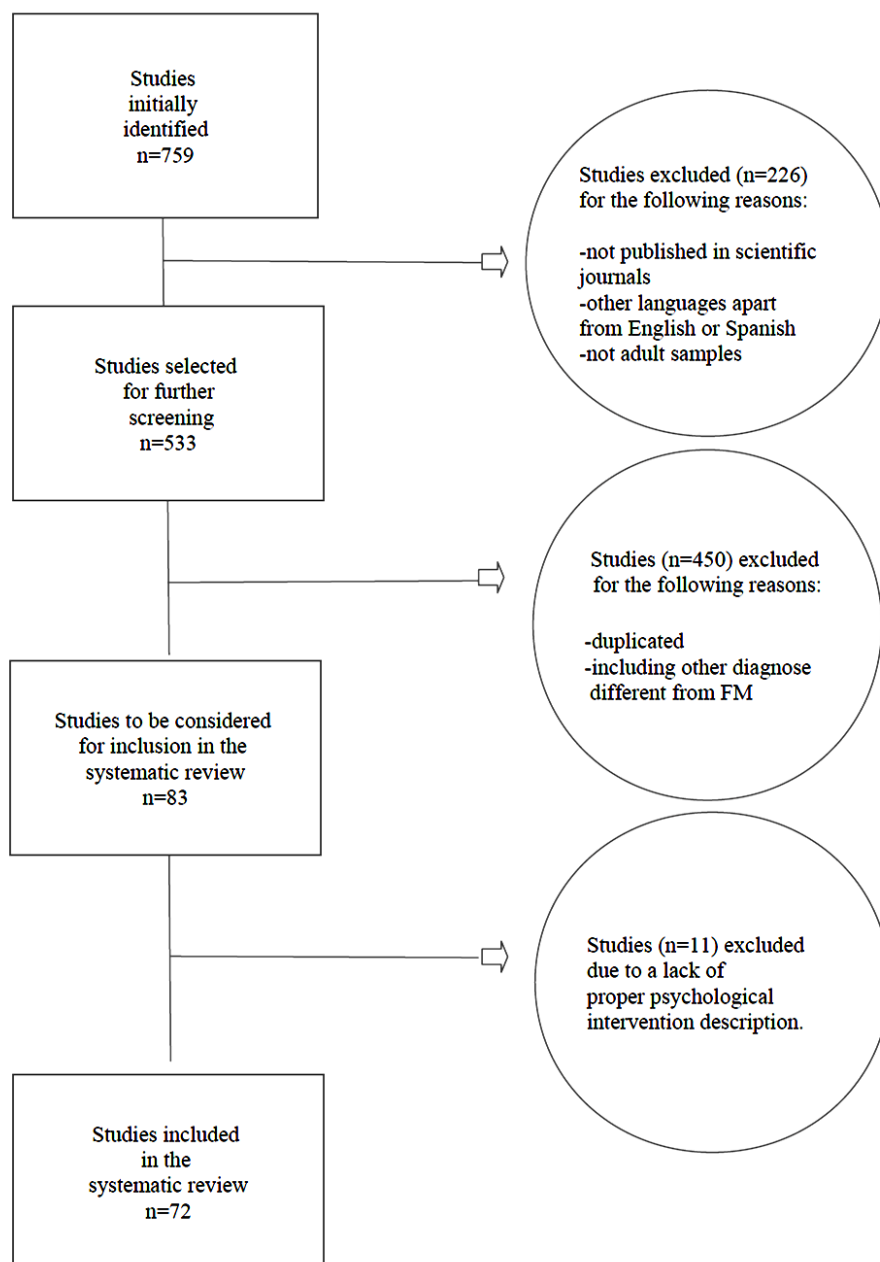 Studies
initially
identified
n=759
Studies excluded (n=226)
for the following reasons:
-not published in scientific
journals
-other languages apart
from English or Spanish
-not adult samples
Studies selected
for further
screening
n=533
Studies (n=450) excluded
for the following reasons:
-duplicated
-including other diagnose
different from FM
Studies to be considered
for inclusion in the
systematic review
n=83
Studies (n=11) excluded
due to a lack of
proper psychological
intervention description.
Studies included
in the
systematic review
n=72